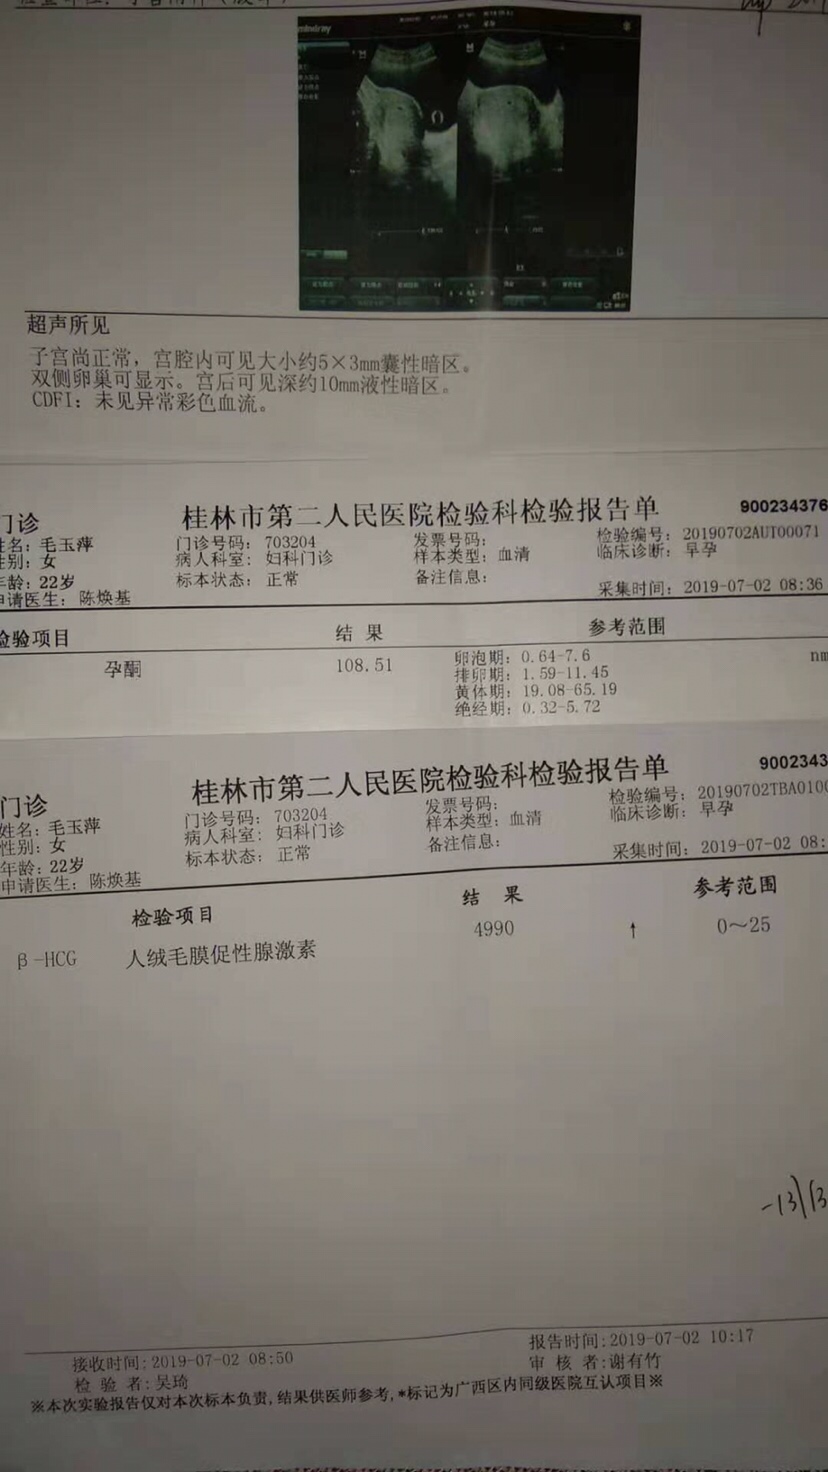 mindray
超声所见
子宫尚正常，宫腔内可见大小约5×3mm囊性暗区。
双侧卵巢可显示。宫后可见深约10mm液性暗区。
CDFI：未见异常彩色血流。
门诊 桂林市第二人民医院检验科检验报告单 900234376
姓名：毛玉萍 门诊号码：703204 发票号码： 检验编号：20190702AUT00071
性别：女 病人科室：妇科门诊 样本类型：血清 临床诊断：早孕
年龄：22岁 标本状态：正常 备注信息： 采集时间：2019-07-02 08:36
申请医生：陈焕基
检验项目 结 果 参考范围
孕酮 108.51 卵泡期：0.64-7.6 nm
排卵期：1.59-11.45
黄体期：19.08-65.19
绝经期：0.32-5.72
门诊 桂林市第二人民医院检验科检验报告单 9002343
姓名：毛玉萍 门诊号码：703204 发票号码： 检验编号：20190702TBA0100
性别：女 病人科室：妇科门诊 样本类型：血清 临床诊断：早孕
年龄：22岁 标本状态：正常 备注信息： 采集时间：2019-07-02 08:
申请医生：陈焕基
检验项目 结 果 参考范围
β-HCG 人绒毛膜促性腺激素 4990 ↑ 0～25
接收时间:2019-07-02 08:50 报告时间:2019-07-02 10:17
检 验 者:吴琦 审 核 者:谢有竹
※本次实验报告仅对本次标本负责,结果供医师参考,*标记为广西区内同级医院互认项目※